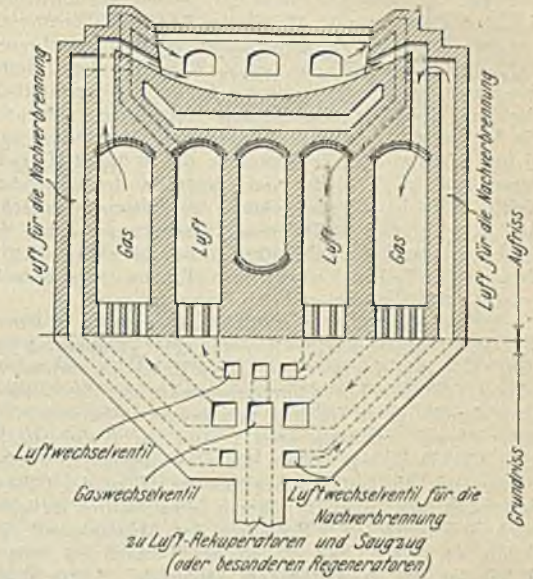 Luft für die Nachverbrennung
Gas
Luft
Luft
Gas
Luft für die Nachverbrennung
Aufriss
Grundriss
Luftwechselventil
Gaswechselventil
Luftwechselventil für die
Nachverbrennung
zu Luft-Rekuperatoren und Saugzug
(oder besonderen Regeneratoren)